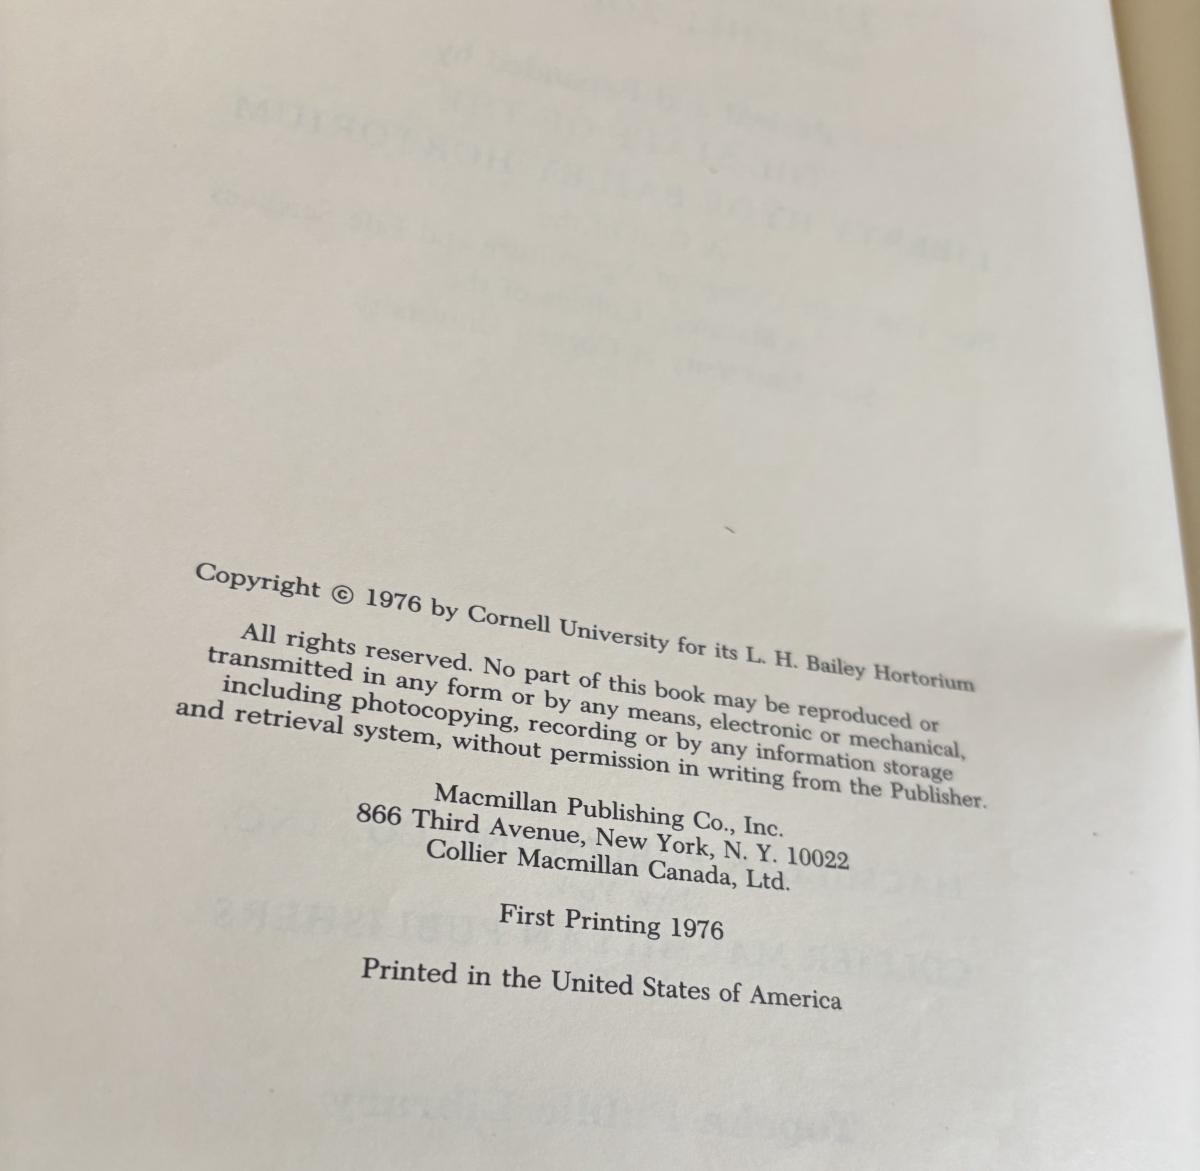 Copyright © 1976 by Cornell University for its L. H. Bailey Hortorium
All rights reserved. No part of this book may be reproduced or
transmitted in any form or by any means, electronic or mechanical,
including photocopying, recording or by any information storage
and retrieval system, without permission in writing from the Publisher.
Macmillan Publishing Co., Inc.
866 Third Avenue, New York, N. Y. 10022
Collier Macmillan Canada, Ltd.
First Printing 1976
Printed in the United States of America